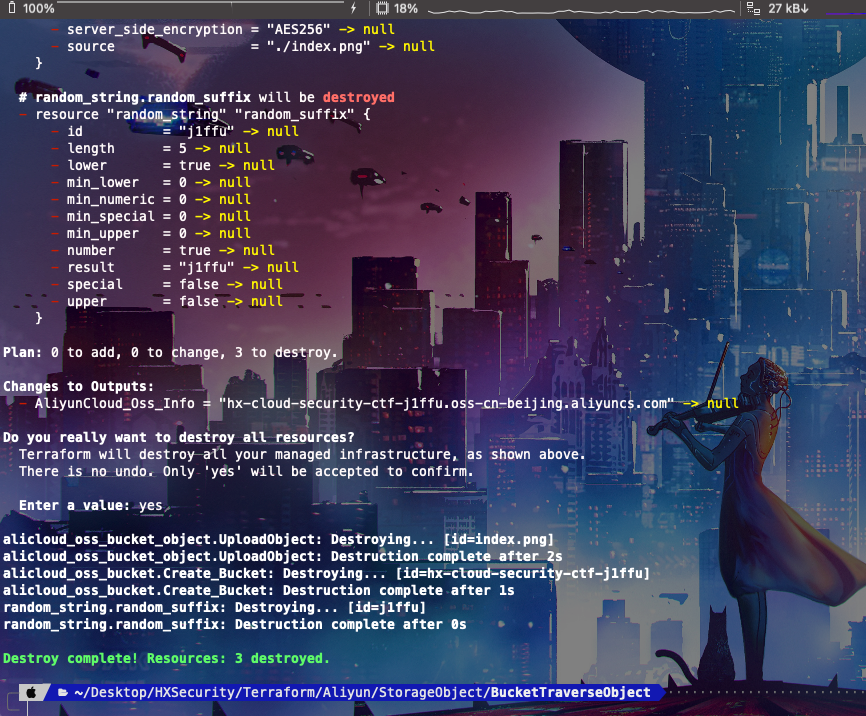 100% 18% 27 kB↓
- server_side_encryption = "AES256" -> null
- source = "./index.png" -> null
}
# random_string.random_suffix will be destroyed
- resource "random_string" "random_suffix" {
- id = "j1ffu" -> null
- length = 5 -> null
- lower = true -> null
- min_lower = 0 -> null
- min_numeric = 0 -> null
- min_special = 0 -> null
- min_upper = 0 -> null
- number = true -> null
- result = "j1ffu" -> null
- special = false -> null
- upper = false -> null
}
Plan: 0 to add, 0 to change, 3 to destroy.
Changes to Outputs:
- AliyunCloud_Oss_Info = "hx-cloud-security-ctf-j1ffu.oss-cn-beijing.aliyuncs.com" -> null
Do you really want to destroy all resources?
Terraform will destroy all your managed infrastructure, as shown above.
There is no undo. Only 'yes' will be accepted to confirm.
Enter a value: yes
alicloud_oss_bucket_object.UploadObject: Destroying... [id=index.png]
alicloud_oss_bucket_object.UploadObject: Destruction complete after 2s
alicloud_oss_bucket.Create_Bucket: Destroying... [id=hx-cloud-security-ctf-j1ffu]
alicloud_oss_bucket.Create_Bucket: Destruction complete after 1s
random_string.random_suffix: Destroying... [id=j1ffu]
random_string.random_suffix: Destruction complete after 0s
Destroy complete! Resources: 3 destroyed.
~/Desktop/HXSecurity/Terraform/Aliyun/StorageObject/BucketTraverseObject